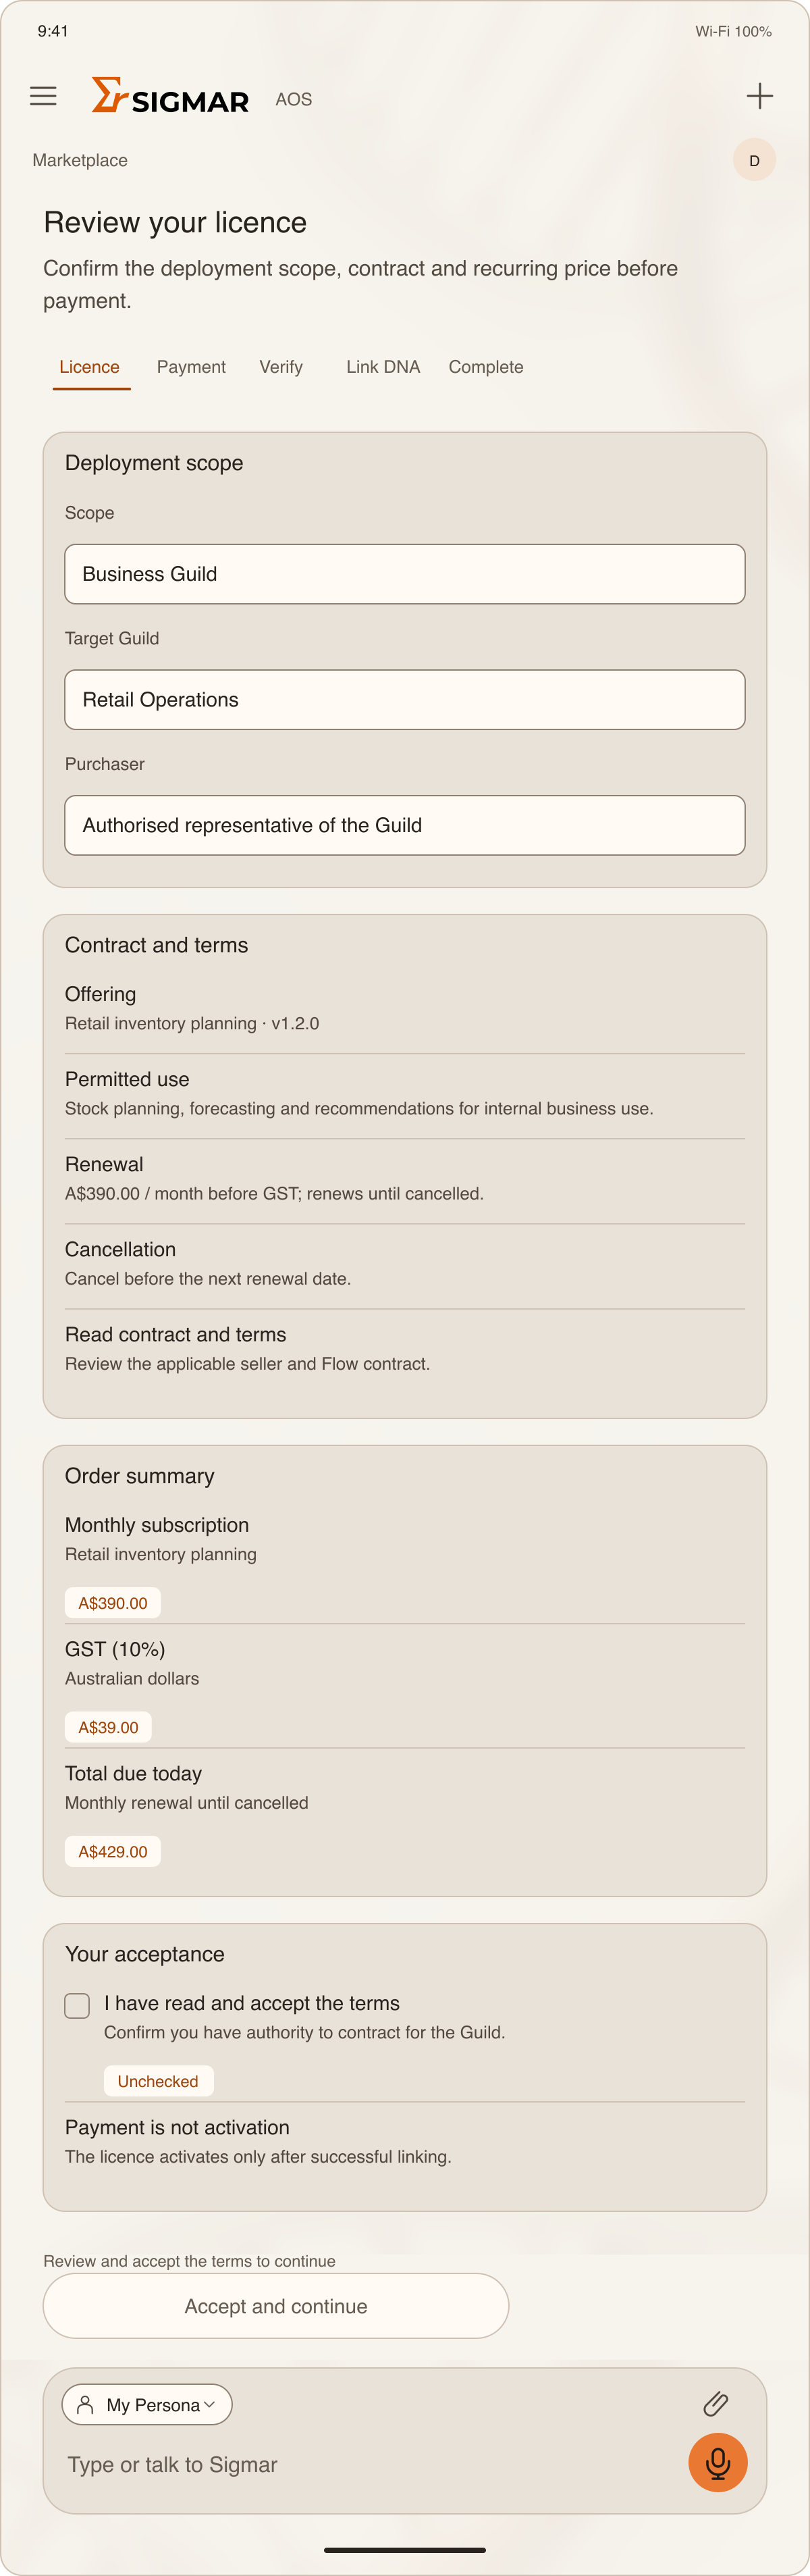 9:41
Wi-Fi 100%
SIGMAR AOS
Marketplace
D
Review your licence
Confirm the deployment scope, contract and recurring price before
payment.
Licence Payment Verify Link DNA Complete
Deployment scope
Scope
Business Guild
Target Guild
Retail Operations
Purchaser
Authorised representative of the Guild
Contract and terms
Offering
Retail inventory planning · v1.2.0
Permitted use
Stock planning, forecasting and recommendations for internal business use.
Renewal
A$390.00 / month before GST; renews until cancelled.
Cancellation
Cancel before the next renewal date.
Read contract and terms
Review the applicable seller and Flow contract.
Order summary
Monthly subscription
Retail inventory planning
A$390.00
GST (10%)
Australian dollars
A$39.00
Total due today
Monthly renewal until cancelled
A$429.00
Your acceptance
I have read and accept the terms
Confirm you have authority to contract for the Guild.
Unchecked
Payment is not activation
The licence activates only after successful linking.
Review and accept the terms to continue
Accept and continue
My Persona
Type or talk to Sigmar